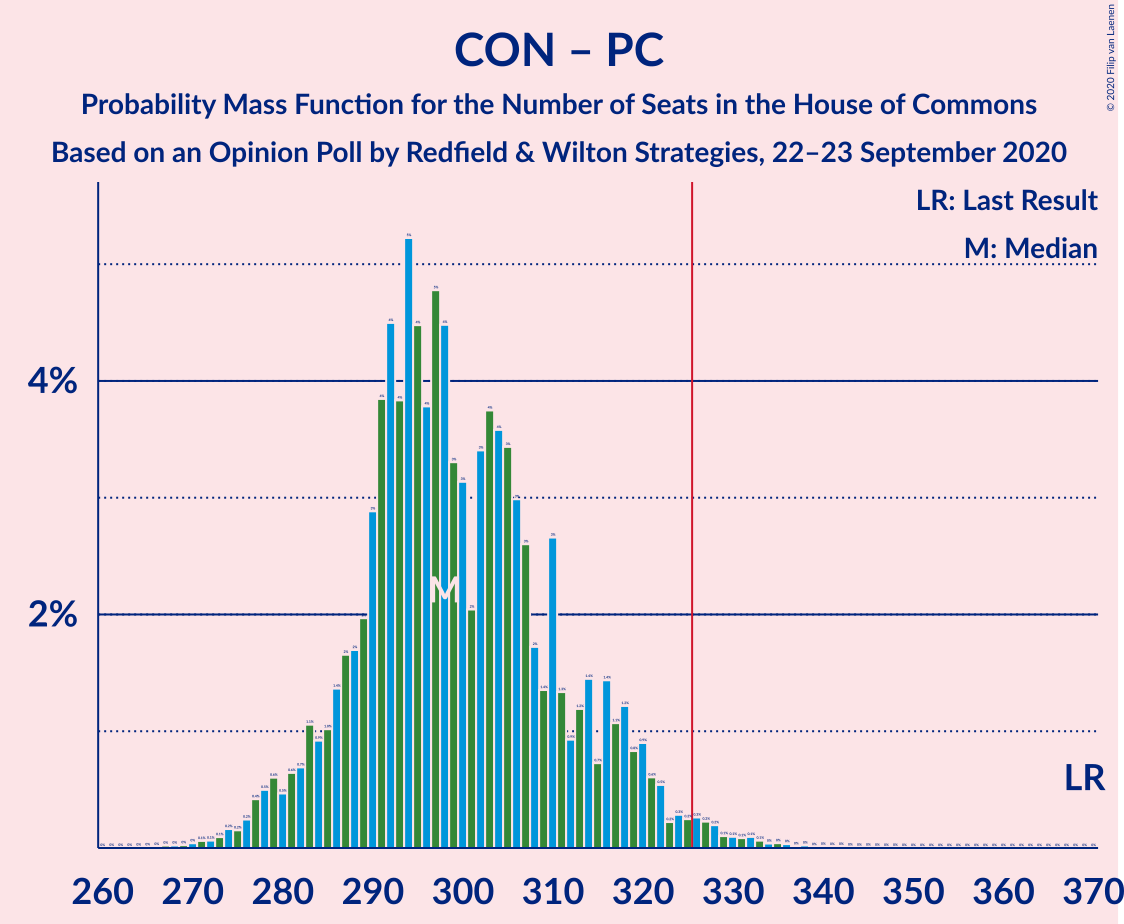 CON – PC
Probability Mass Function for the Number of Seats in the House of Commons
Based on an Opinion Poll by Redfield & Wilton Strategies, 22–23 September 2020
© 2020 Filip van Laenen
LR: Last Result
M: Median
4%
2%
M
LR
260 270 280 290 300 310 320 330 340 350 360 370